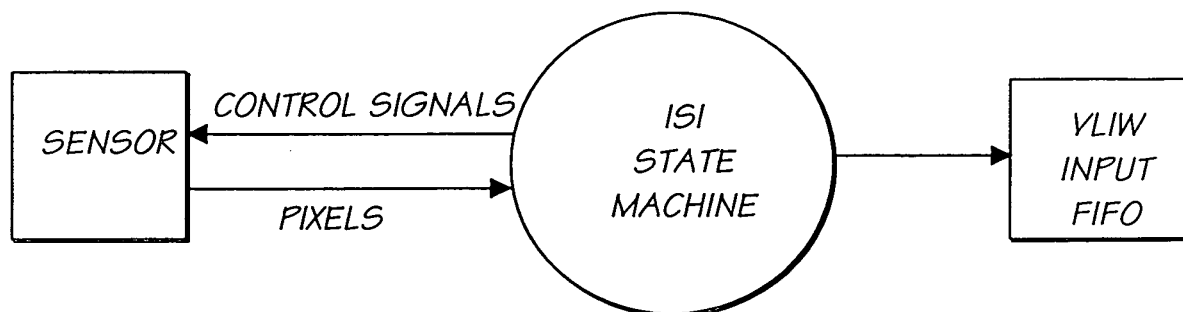 SENSOR
CONTROL SIGNALS
PIXELS
ISI
STATE
MACHINE
VLIW
INPUT
FIFO